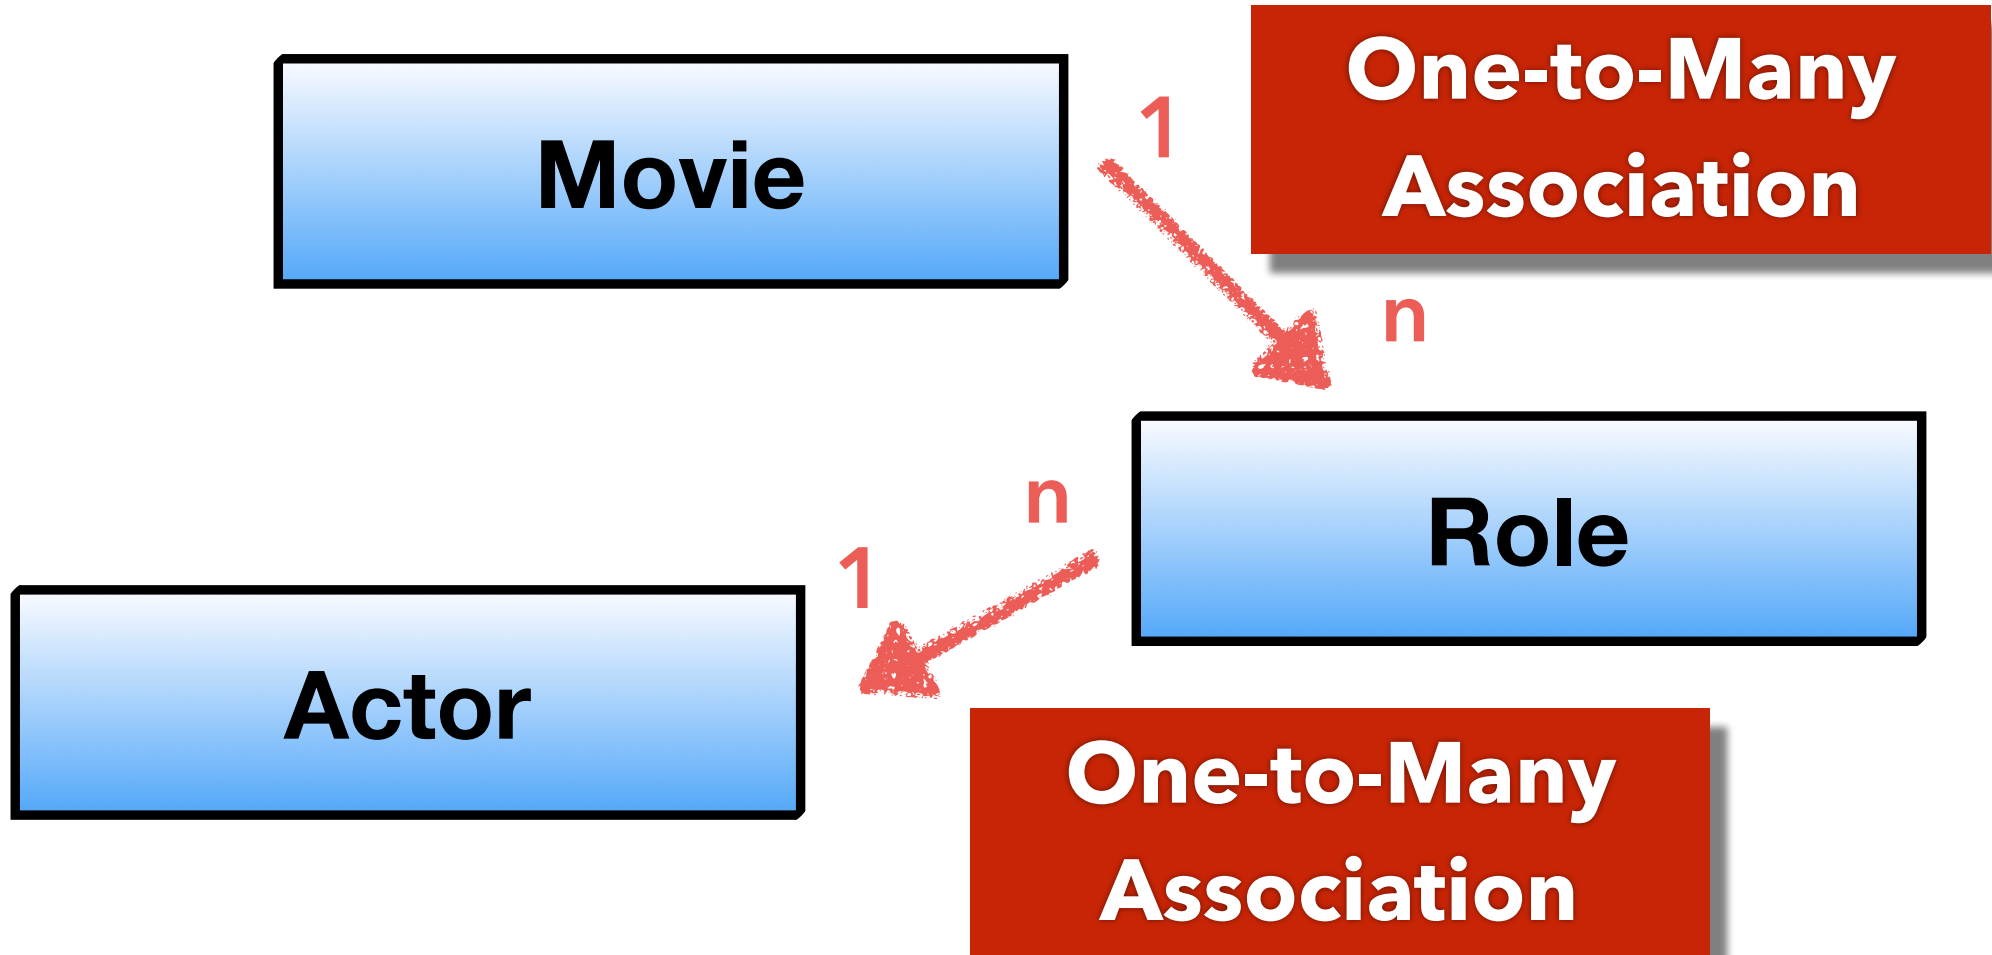 One-to-Many
Association
Movie
1
n
Role
n
1
Actor
One-to-Many
Association